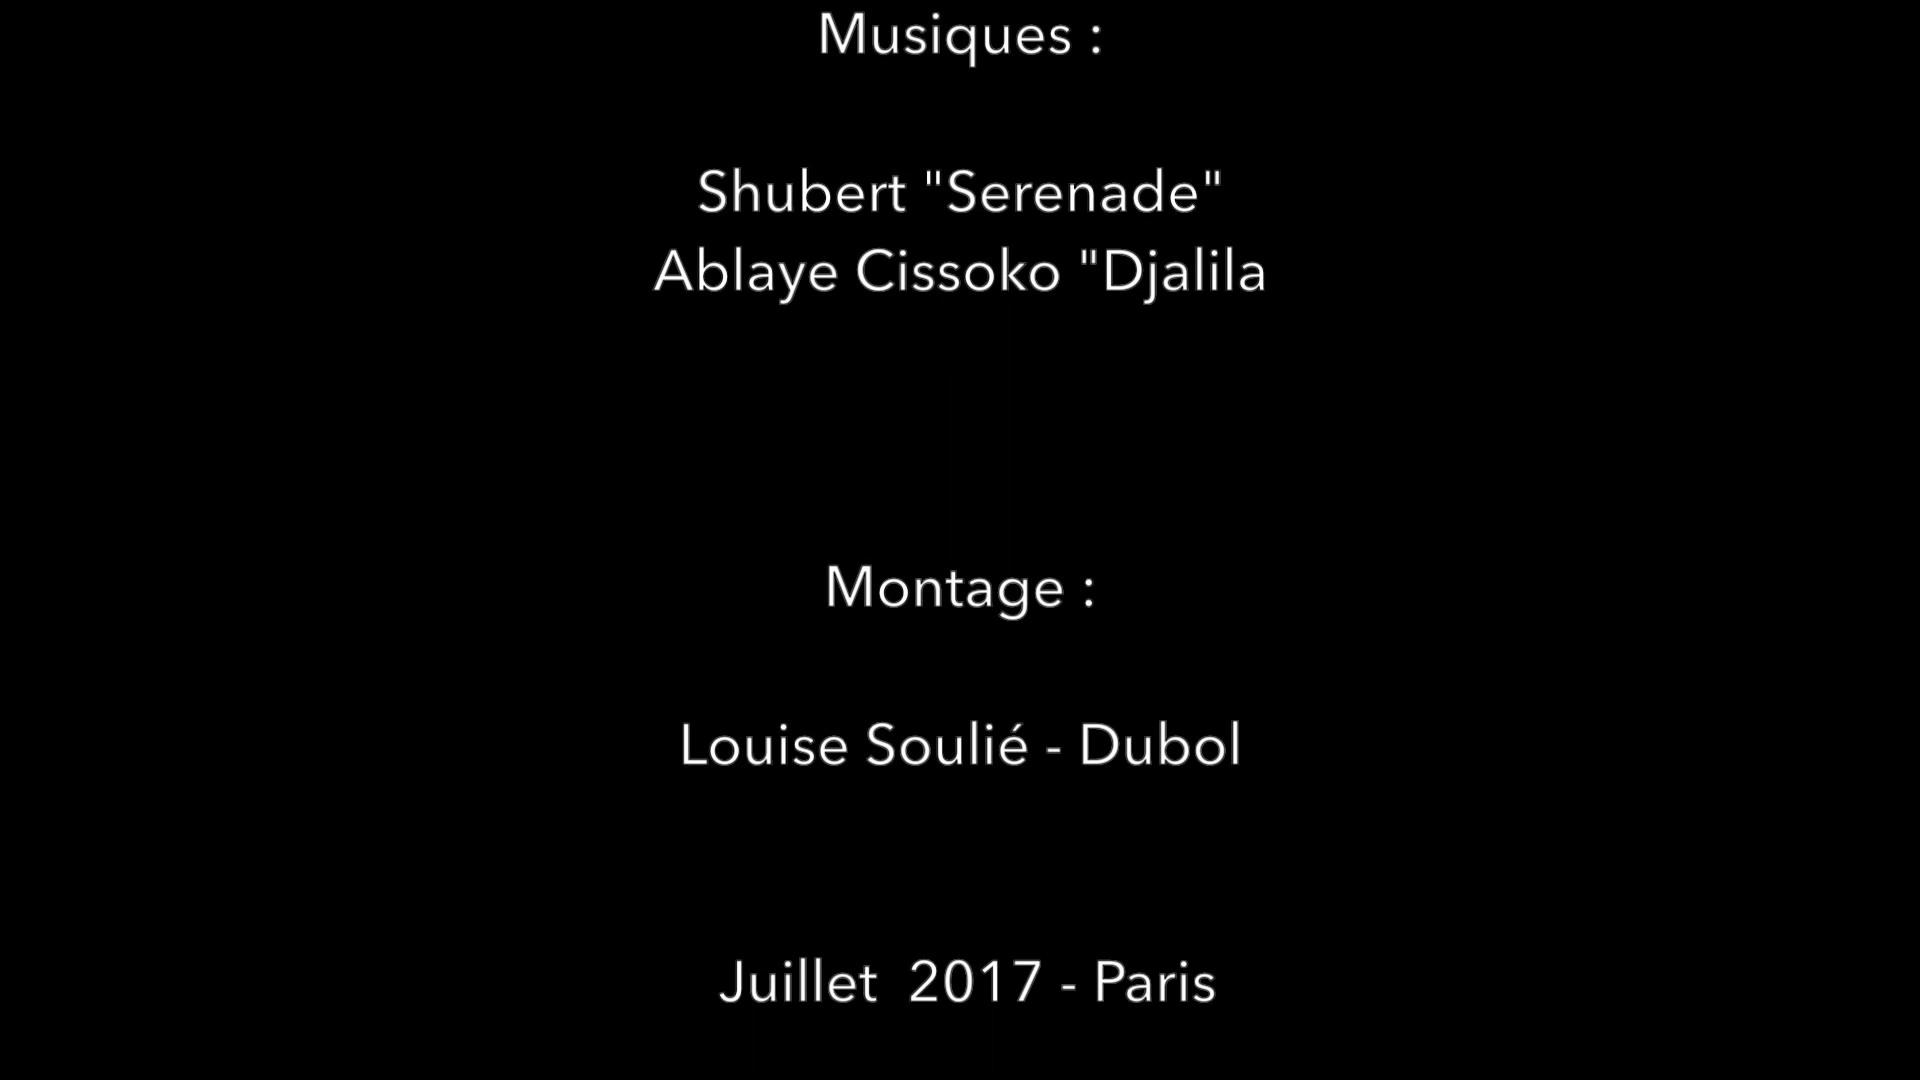 Musiques :
Shubert "Serenade"
Ablaye Cissoko "Djalila
Montage :
Louise Soulié - Dubol
Juillet  2017 - Paris